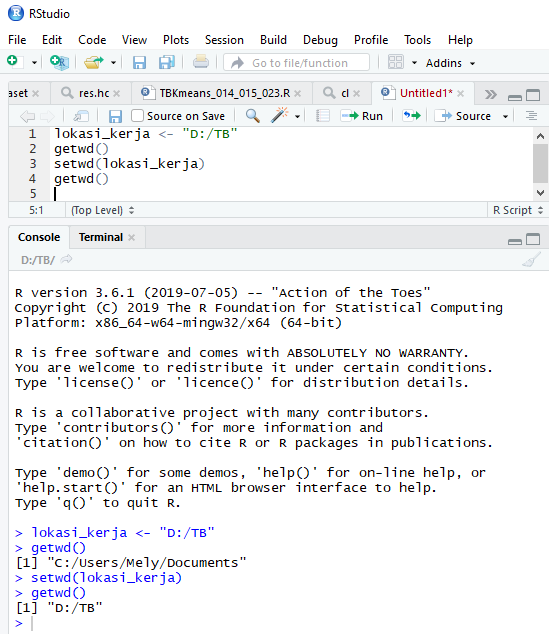 RStudio
File Edit Code View Plots Session Build Debug Profile Tools Help
Go to file/function Addins
aset res.hc TBKmeans_014_015_023.R cl Untitled1*
Source on Save Run Source
1 lokasi_kerja <- "D:/TB"
2 getwd()
3 setwd(lokasi_kerja)
4 getwd()
5
5:1 (Top Level) R Script
Console Terminal
D:/TB/
R version 3.6.1 (2019-07-05) -- "Action of the Toes"
Copyright (C) 2019 The R Foundation for Statistical Computing
Platform: x86_64-w64-mingw32/x64 (64-bit)
R is free software and comes with ABSOLUTELY NO WARRANTY.
You are welcome to redistribute it under certain conditions.
Type 'license()' or 'licence()' for distribution details.
R is a collaborative project with many contributors.
Type 'contributors()' for more information and
'citation()' on how to cite R or R packages in publications.
Type 'demo()' for some demos, 'help()' for on-line help, or
'help.start()' for an HTML browser interface to help.
Type 'q()' to quit R.
> lokasi_kerja <- "D:/TB"
> getwd()
[1] "C:/Users/Mely/Documents"
> setwd(lokasi_kerja)
> getwd()
[1] "D:/TB"
>